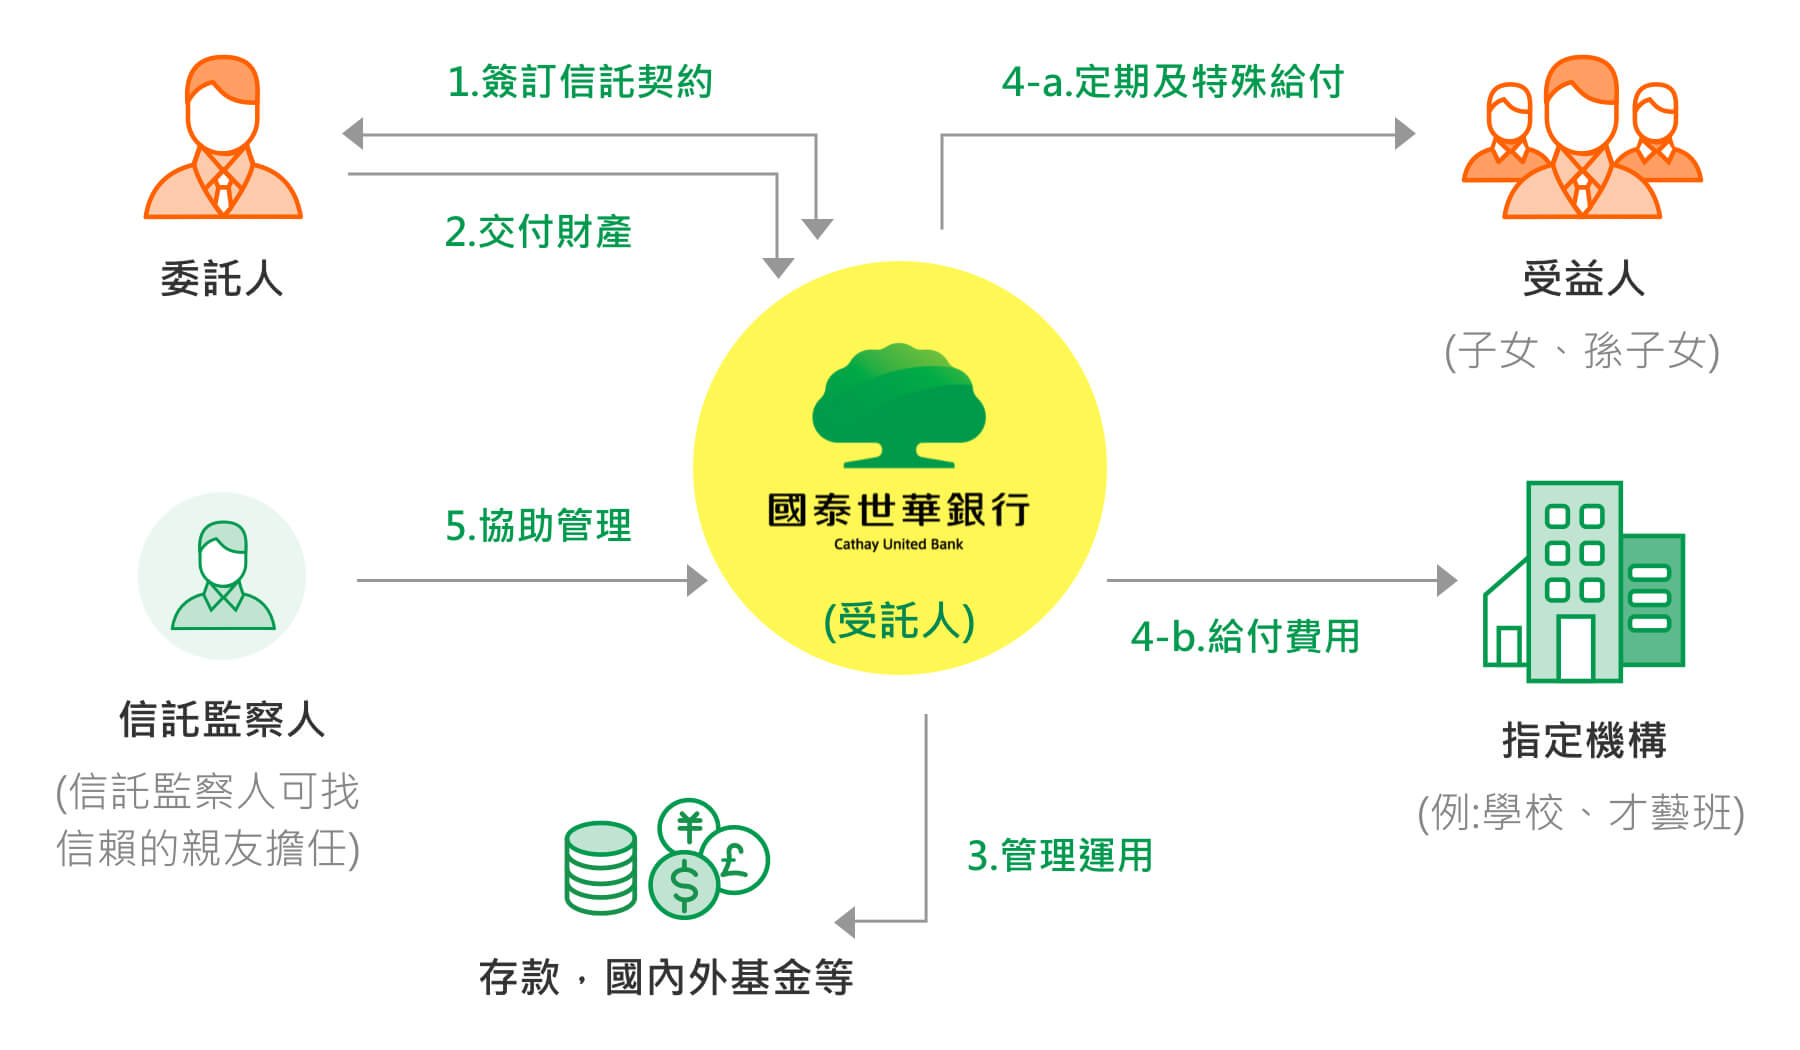 1.簽訂信託契約
4-a.定期及特殊給付
2.交付財產
委託人
受益人
(子女、孫子女)
國泰世華銀行
Cathay United Bank
(受託人)
5.協助管理
4-b.給付費用
信託監察人
(信託監察人可找
信賴的親友擔任)
指定機構
(例:學校、才藝班)
3.管理運用
¥
£
$
存款，國內外基金等